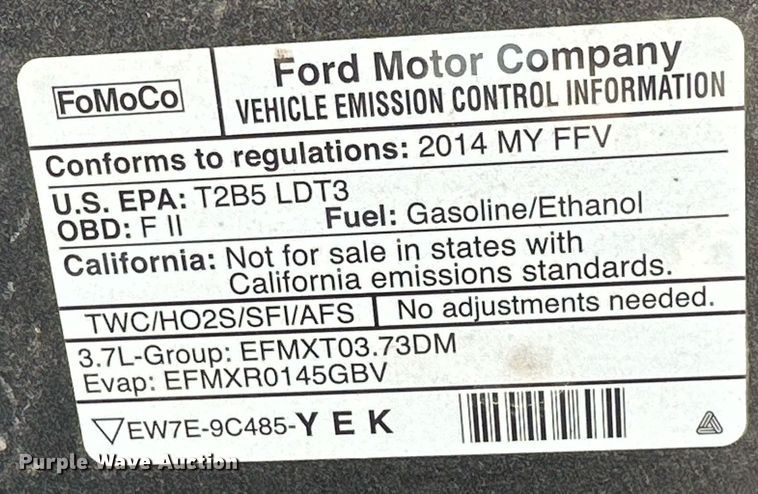 FoMoCo
Ford Motor Company
VEHICLE EMISSION CONTROL INFORMATION
Conforms to regulations: 2014 MY FFV
U.S. EPA: T2B5 LDT3
OBD: F II Fuel: Gasoline/Ethanol
California: Not for sale in states with
California emissions standards.
TWC/HO2S/SFI/AFS No adjustments needed.
3.7L-Group: EFMXT03.73DM
Evap: EFMXR0145GBV
EW7E-9C485-Y E K
Purple Wave Auction